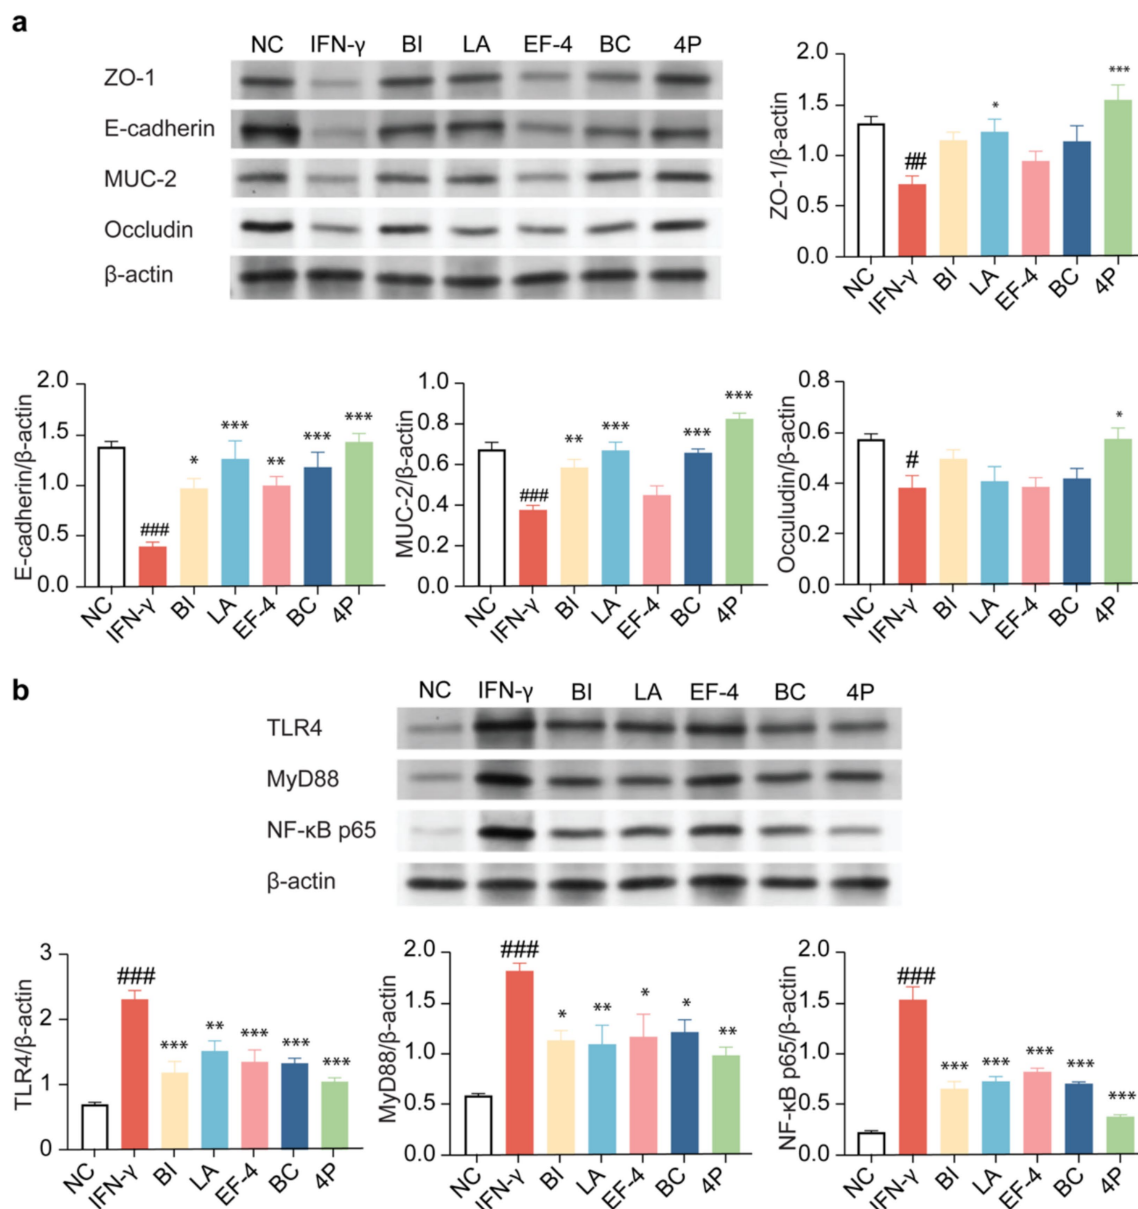 a
NC IFN-γ BI LA EF-4 BC 4P
ZO-1
E-cadherin
MUC-2
Occludin
β-actin
ZO-1/β-actin
2.0
1.5
1.0
0.5
0.0
## * ***
NC IFN-γ BI LA EF-4 BC 4P
E-cadherin/β-actin
2.0
1.5
1.0
0.5
0.0
### * *** ** *** ***
NC IFN-γ BI LA EF-4 BC 4P
MUC-2/β-actin
1.0
0.8
0.6
0.4
0.2
0.0
### ** *** *** ***
NC IFN-γ BI LA EF-4 BC 4P
Occuludin/β-actin
0.8
0.6
0.4
0.2
0.0
# *
NC IFN-γ BI LA EF-4 BC 4P
b
NC IFN-γ BI LA EF-4 BC 4P
TLR4
MyD88
NF-κB p65
β-actin
TLR4/β-actin
3
2
1
0
### *** ** *** *** ***
NC IFN-γ BI LA EF-4 BC 4P
MyD88/β-actin
2.0
1.5
1.0
0.5
0.0
### * ** * * **
NC IFN-γ BI LA EF-4 BC 4P
NF-κB p65/β-actin
2.0
1.5
1.0
0.5
0.0
### *** *** *** *** ***
NC IFN-γ BI LA EF-4 BC 4P